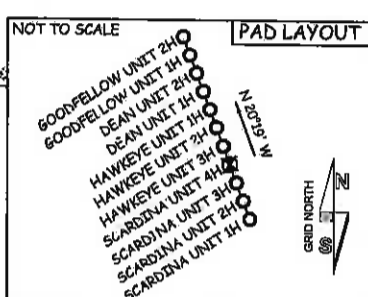 NOT TO SCALE
PAD LAYOUT
GOODFELLOW UNIT 2H
GOODFELLOW UNIT 1H
DEAN UNIT 2H
DEAN UNIT 1H
HAWKEYE UNIT 1H
HAWKEYE UNIT 2H
HAWKEYE UNIT 3H
SCARDINA UNIT 4H
SCARDINA UNIT 3H
SCARDINA UNIT 2H
SCARDINA UNIT 1H
N 20°19' W
GRID NORTH
N
S